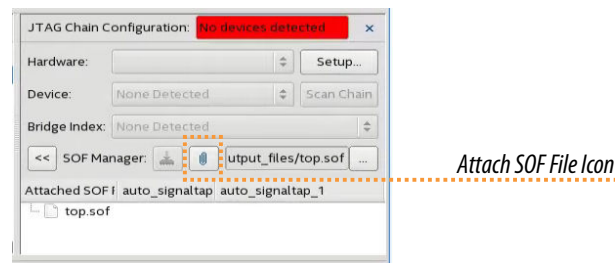 JTAG Chain Configuration: No devices detected x
Hardware: Setup...
Device: None Detected Scan Chain
Bridge Index: None Detected
<< SOF Manager: utput_files/top.sof ...
Attach SOF File Icon
Attached SOF F auto_signaltap auto_signaltap_1
top.sof